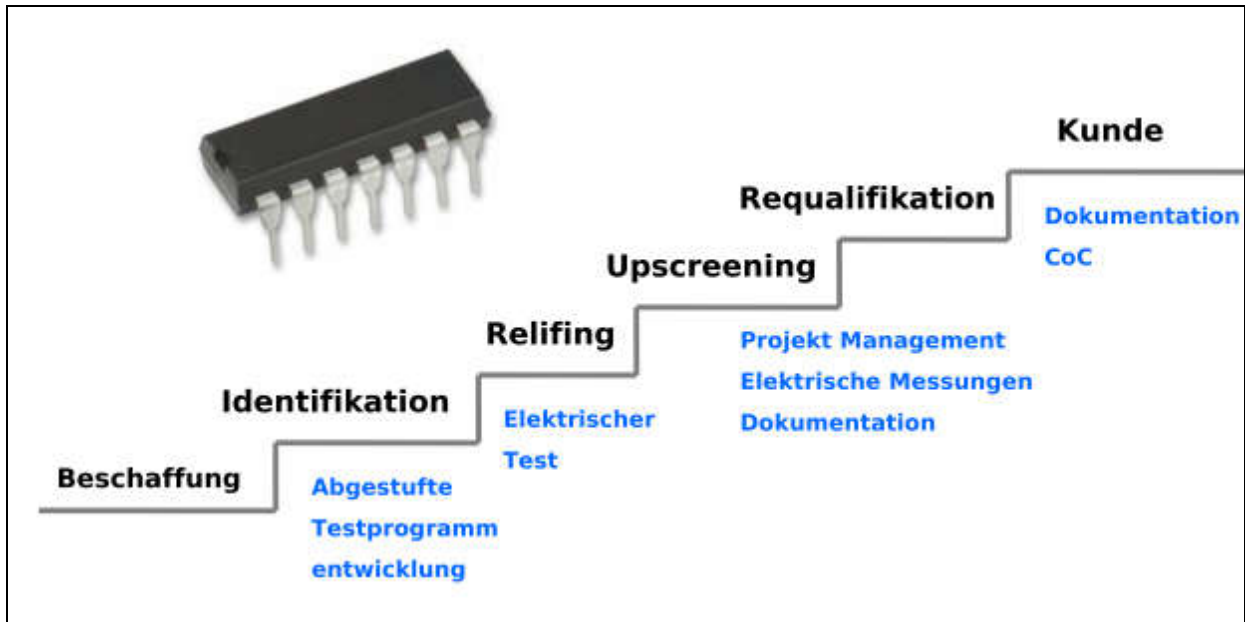 Kunde
Requalifikation
Dokumentation
CoC
Upscreening
Relifing
Projekt Management
Elektrische Messungen
Dokumentation
Identifikation
Elektrischer
Test
Beschaffung
Abgestufte
Testprogramm
entwicklung